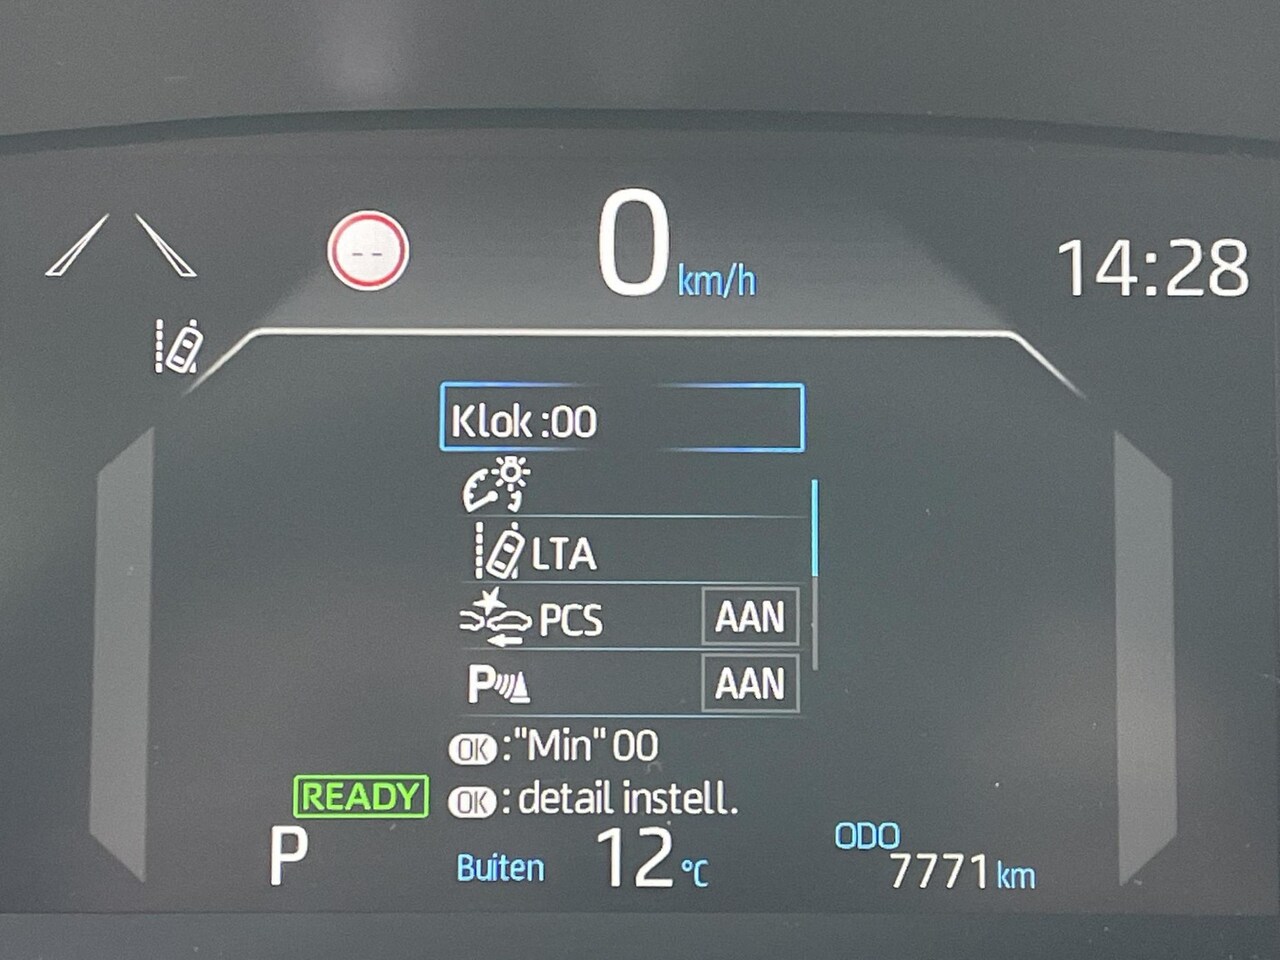 --
0 km/h
14:28
Klok :00
LTA
PCS AAN
P AAN
OK :"Min" 00
READY
OK : detail instell.
P
Buiten 12 °C
ODO
7771 km